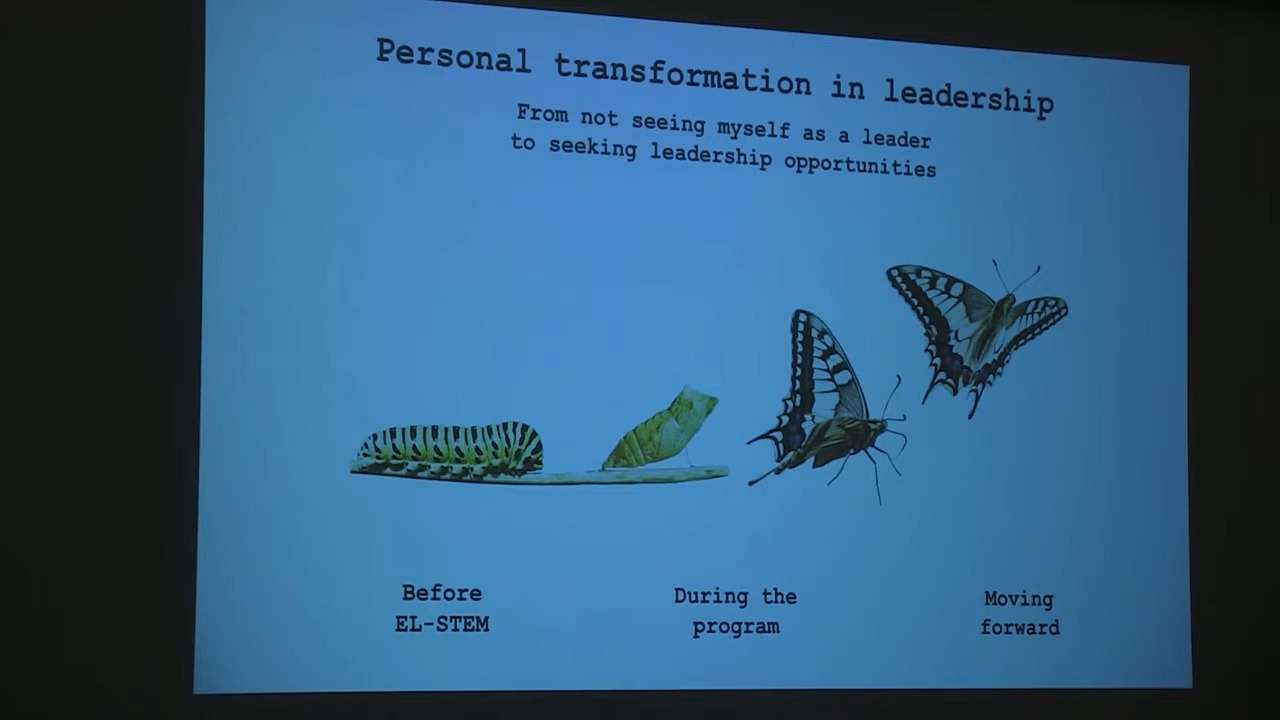 Personal transformation in leadership
From not seeing myself as a leader
to seeking leadership opportunities
Before
EL-STEM
During the
program
Moving
forward